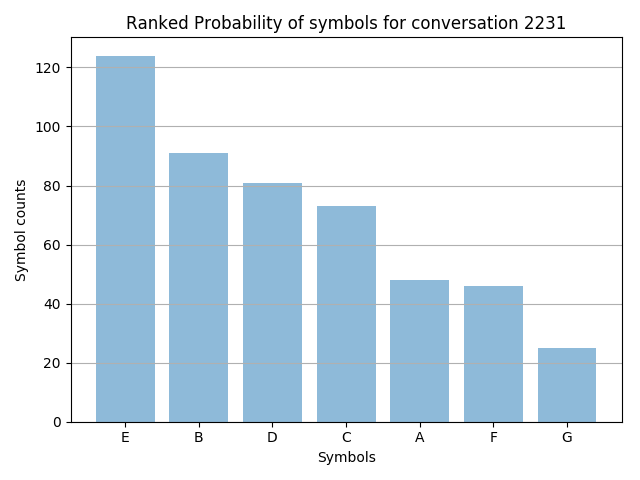 Ranked Probability of symbols for conversation 2231
Symbol counts
120
100
80
60
40
20
0
E B D C A F G
Symbols